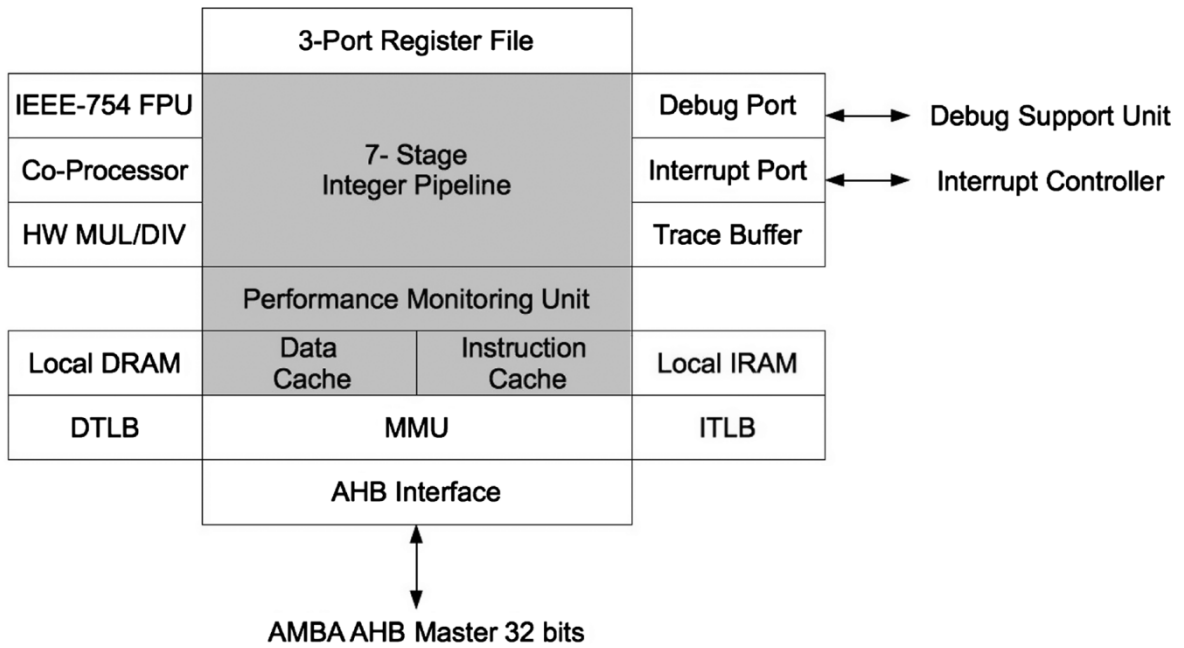 3-Port Register File
IEEE-754 FPU
Debug Port
Debug Support Unit
7- Stage
Integer Pipeline
Co-Processor
Interrupt Port
Interrupt Controller
HW MUL/DIV
Trace Buffer
Performance Monitoring Unit
Local DRAM
Data
Cache
Instruction
Cache
Local IRAM
DTLB
MMU
ITLB
AHB Interface
AMBA AHB Master 32 bits